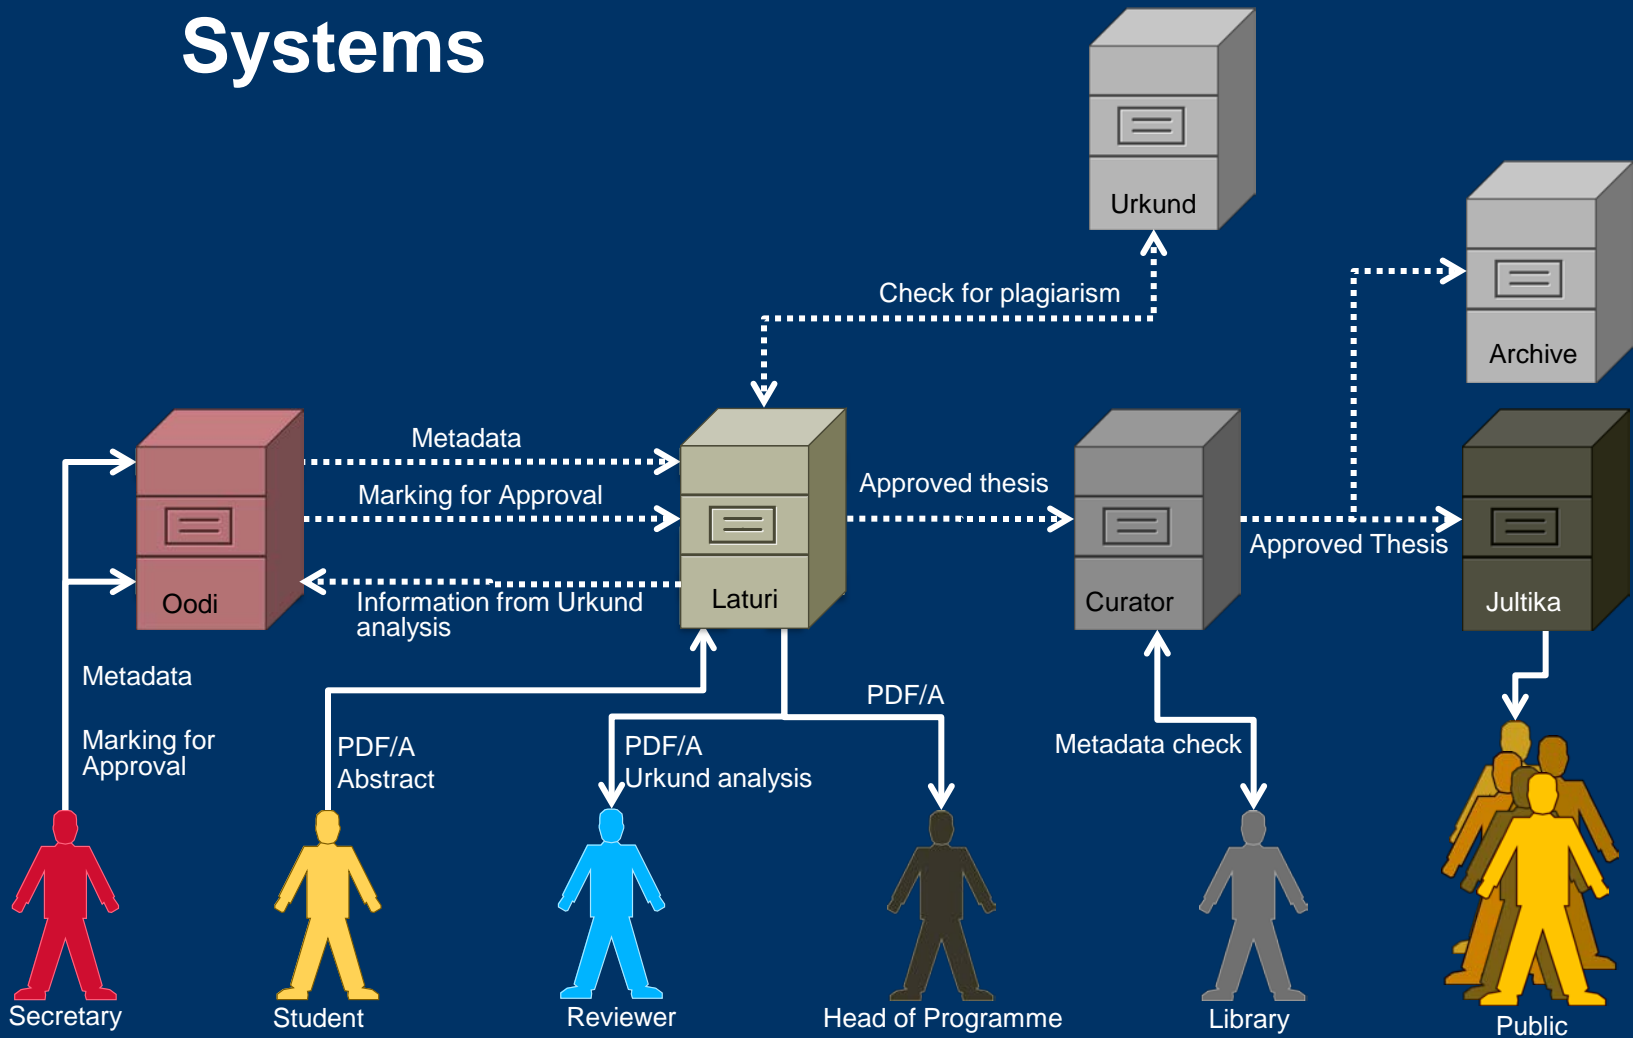 Systems
Urkund
Check for plagiarism
Archive
Metadata
Marking for Approval
Approved thesis
Approved Thesis
Oodi
Information from Urkund
analysis
Laturi
Curator
Jultika
Metadata
Marking for
Approval
PDF/A
Abstract
PDF/A
Urkund analysis
PDF/A
Metadata check
Secretary
Student
Reviewer
Head of Programme
Library
Public